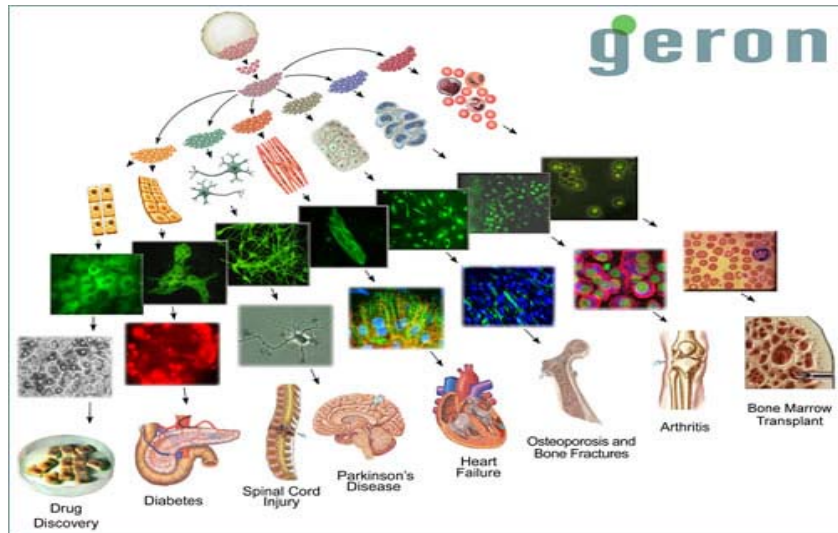 geron
Drug
Discovery
Diabetes
Spinal Cord
Injury
Parkinson's
Disease
Heart
Failure
Osteoporosis and
Bone Fractures
Arthritis
Bone Marrow
Transplant